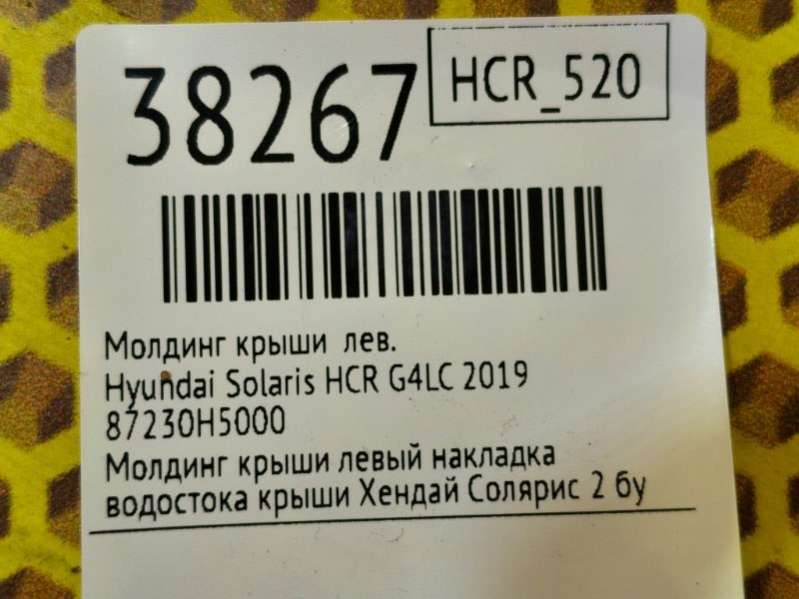 38267
HCR_520
Молдинг крыши лев.
Hyundai Solaris HCR G4LC 2019
87230H5000
Молдинг крыши левый накладка
водостока крыши Хендай Солярис 2 бу